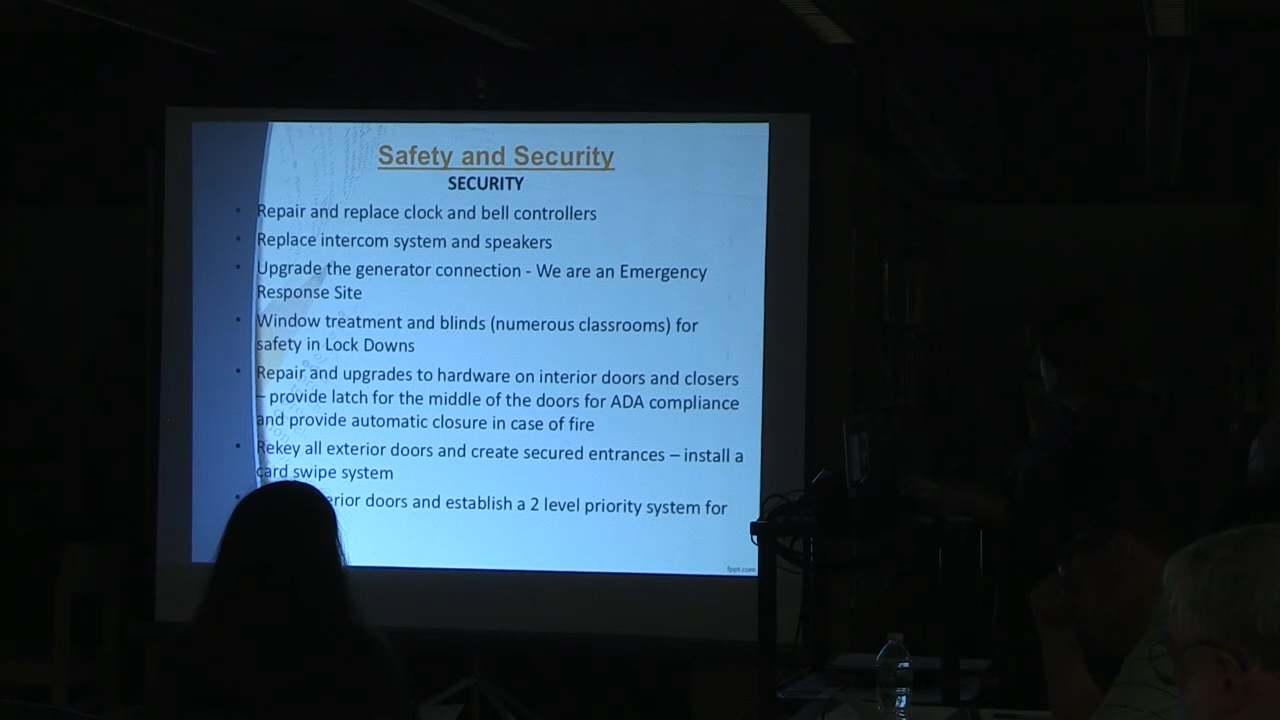 Safety and Security
SECURITY
• Repair and replace clock and bell controllers
• Replace intercom system and speakers
• Upgrade the generator connection - We are an Emergency
Response Site
• Window treatment and blinds (numerous classrooms) for
safety in Lock Downs
• Repair and upgrades to hardware on interior doors and closers
– provide latch for the middle of the doors for ADA compliance
and provide automatic closure in case of fire
• Rekey all exterior doors and create secured entrances – install a
card swipe system
• doors and establish a 2 level priority system for
fppt.com